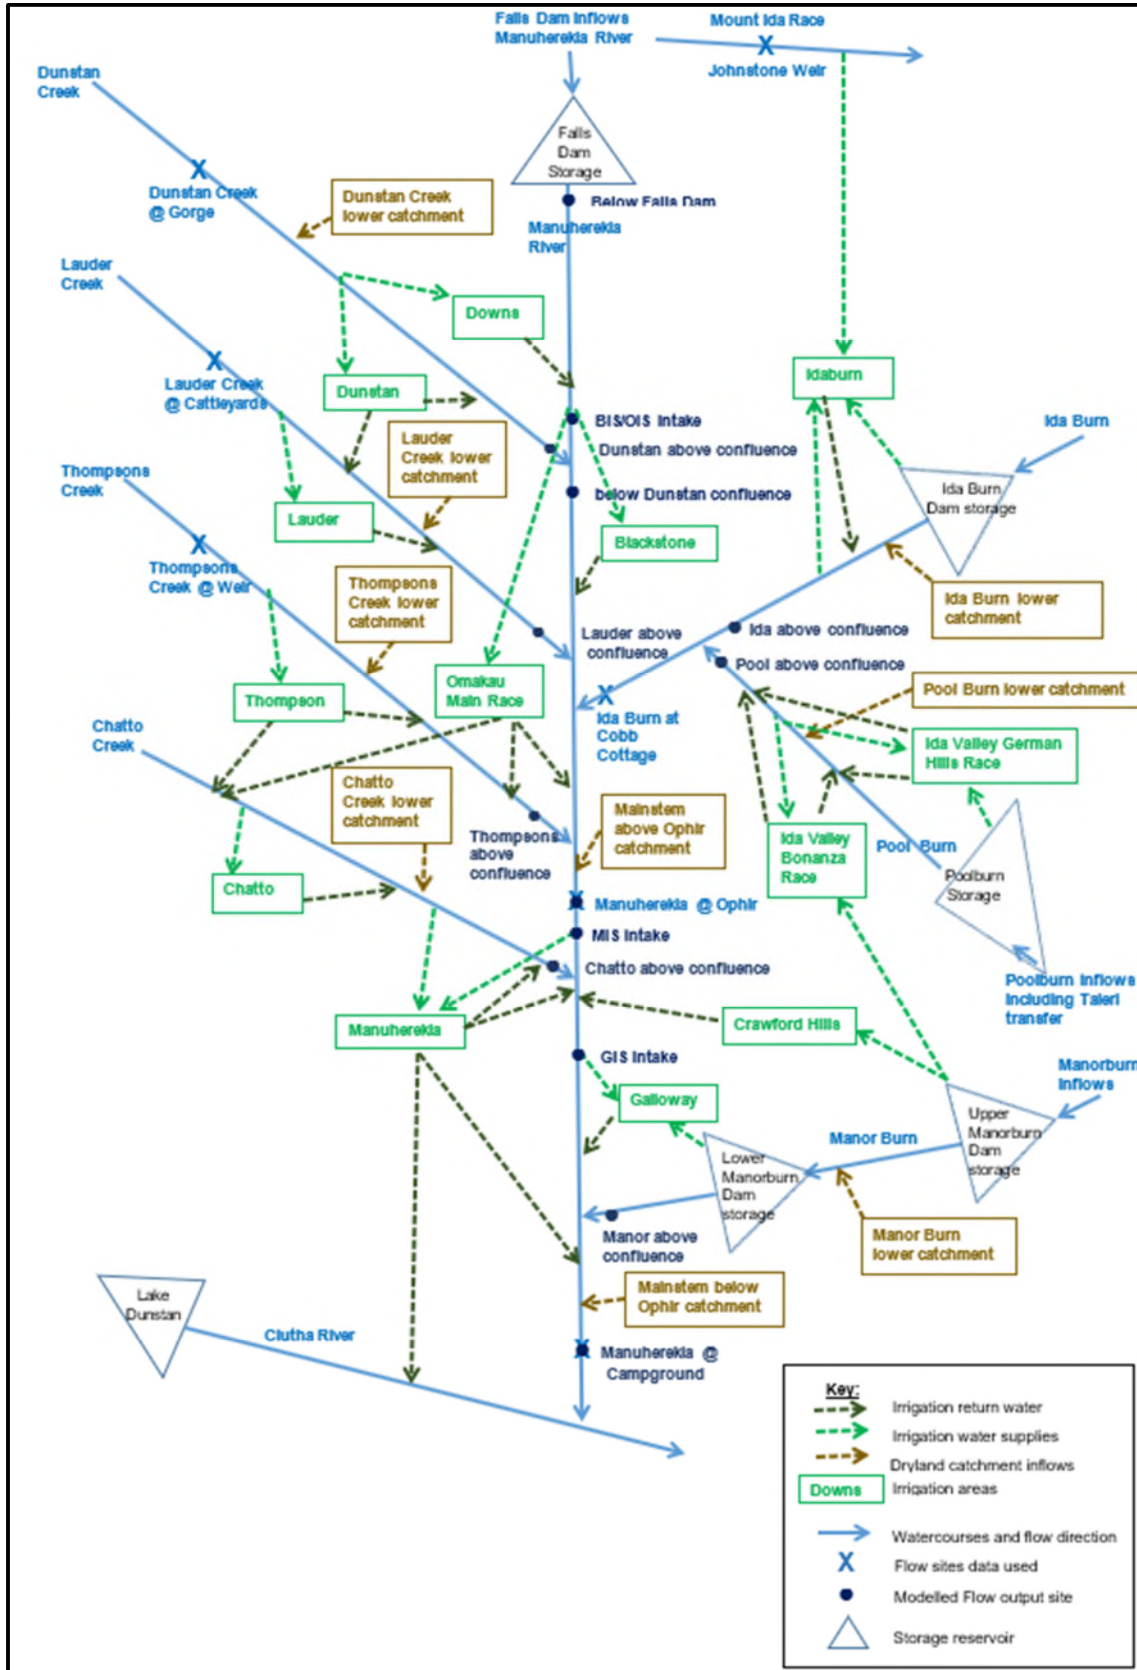 Falls Dam Inflows
Manuherekia River
Mount Ida Race
Johnstone Weir
Dunstan
Creek
Falls
Dam
Storage
Dunstan Creek
@ Gorge
Dunstan Creek
lower catchment
Below Falls Dam
Manuherekia
River
Lauder
Creek
Downs
Lauder Creek
@ Cattleyards
Dunstan
Idaburn
BIS/OIS Intake
Ida Burn
Lauder
Creek lower
catchment
Dunstan above confluence
Thompsons
Creek
below Dunstan confluence
Ida Burn
Dam storage
Lauder
Blackstone
Thompsons
Creek @ Weir
Thompsons
Creek lower
catchment
Ida Burn lower
catchment
Lauder above
confluence
Ida above confluence
Pool above confluence
Omakau
Main Race
Thompson
Pool Burn lower catchment
Chatto
Creek
Ida Burn at
Cobb
Cottage
Ida Valley German
Hills Race
Chatto
Creek lower
catchment
Mainstem
above Ophir
catchment
Thompsons
above
confluence
Ida Valley
Bonanza
Race
Pool Burn
Poolburn
Storage
Chatto
Manuherekia @ Ophir
MIS Intake
Chatto above confluence
Poolburn Inflows
Including Taieri
transfer
Manuherekia
Crawford Hills
GIS Intake
Manorburn
Inflows
Galloway
Upper
Manorburn
Dam
storage
Manor Burn
Lower
Manorburn
Dam
storage
Manor above
confluence
Manor Burn
lower catchment
Lake
Dunstan
Mainstem below
Ophir catchment
Clutha River
Manuherekia @
Campground
Key:
Irrigation return water
Irrigation water supplies
Dryland catchment inflows
Downs
Irrigation areas
Watercourses and flow direction
X
Flow sites data used
Modelled Flow output site
Storage reservoir